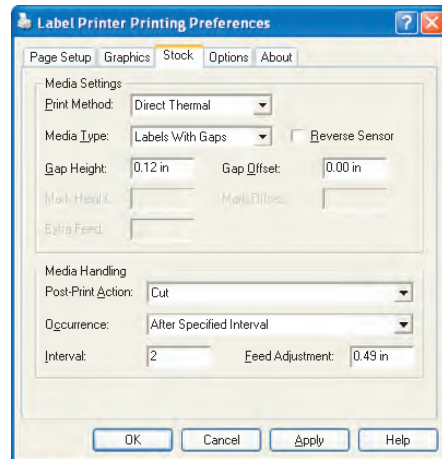 Label Printer Printing Preferences
Page Setup Graphics Stock Options About
Media Settings
Print Method: Direct Thermal
Media Type: Labels With Gaps Reverse Sensor
Gap Height: 0.12 in Gap Offset: 0.00 in
Mark Height: Mark Offset:
Extra Feed:
Media Handling
Post-Print Action: Cut
Occurrence: After Specified Interval
Interval: 2 Feed Adjustment: 0.49 in
OK Cancel Apply Help